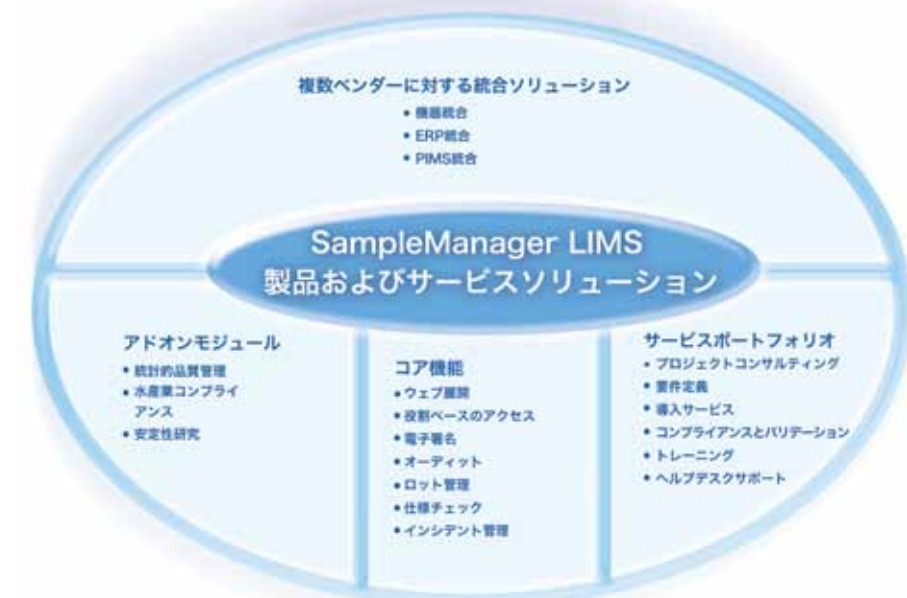 複数ベンダーに対する統合ソリューション
• 機器統合
• ERP統合
• PIMS統合
SampleManager LIMS
製品およびサービスソリューション
アドオンモジュール
• 統計的品質管理
• 水産業コンプライ
アンス
• 安定性研究
コア機能
• ウェブ展開
• 役割ベースのアクセス
• 電子署名
• オーディット
• ロット管理
• 仕様チェック
• インシデント管理
サービスポートフォリオ
• プロジェクトコンサルティング
• 要件定義
• 導入サービス
• コンプライアンスとバリデーション
• トレーニング
• ヘルプデスクサポート